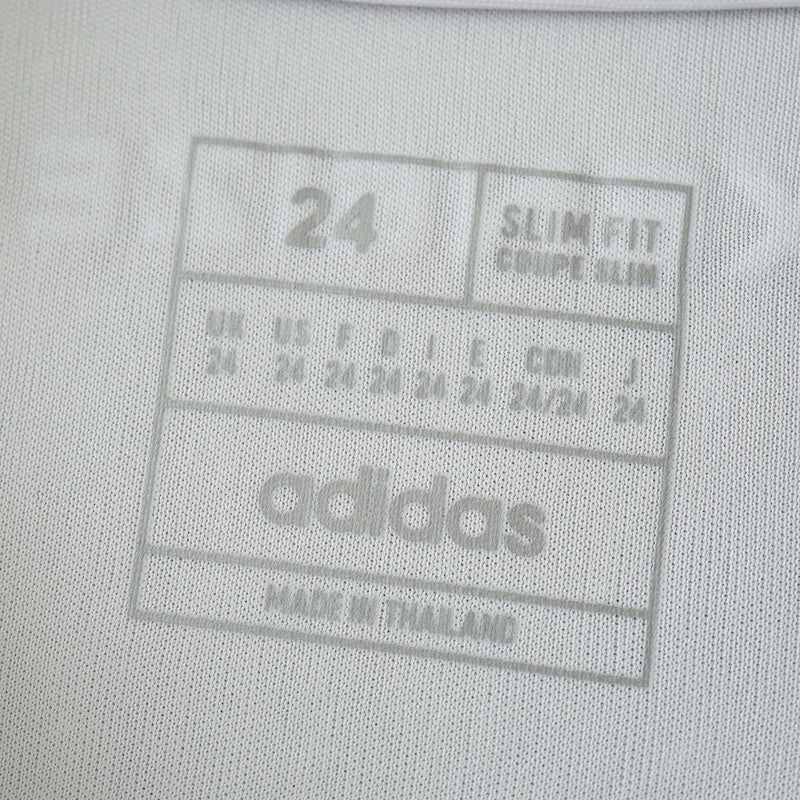 24
SLIM FIT
COUPE SLIM
UK US F D I E CDN J
24 24 24 24 24 24 24/24 24
adidas
MADE IN THAILAND